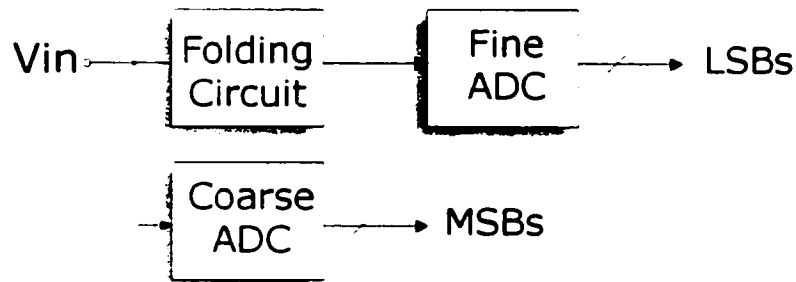 Vin
Folding
Circuit
Fine
ADC
LSBs
Coarse
ADC
MSBs